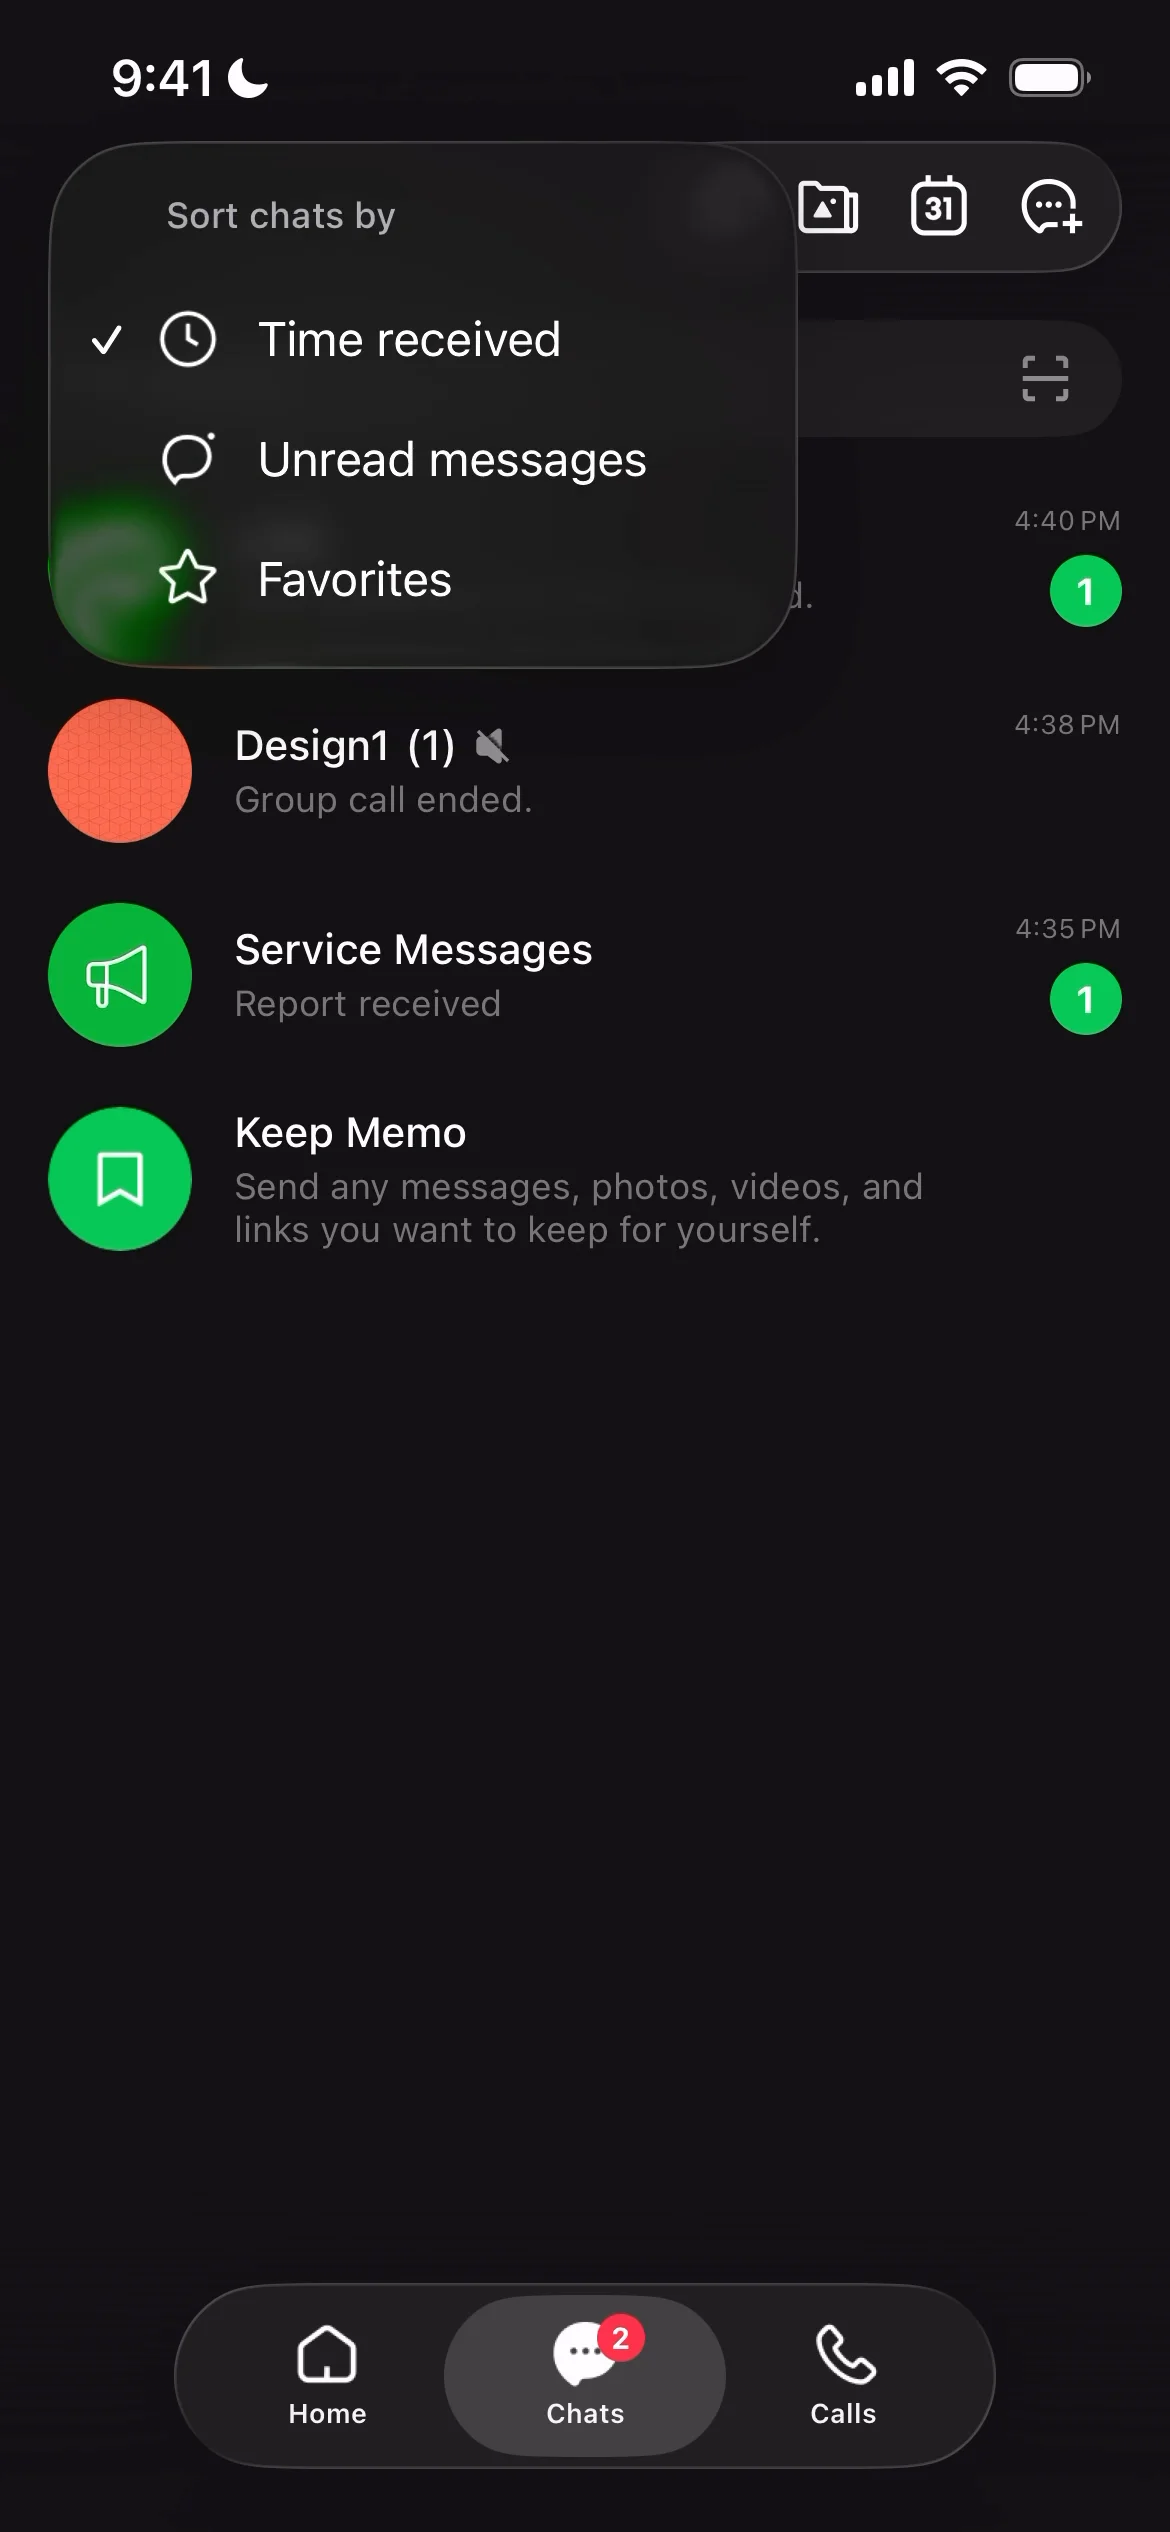 9:41
Sort chats by
31
Time received
Unread messages
Favorites
4:40 PM
d.
1
Design1 (1)
4:38 PM
Group call ended.
Service Messages
4:35 PM
Report received
1
Keep Memo
Send any messages, photos, videos, and
links you want to keep for yourself.
2
Home
Chats
Calls